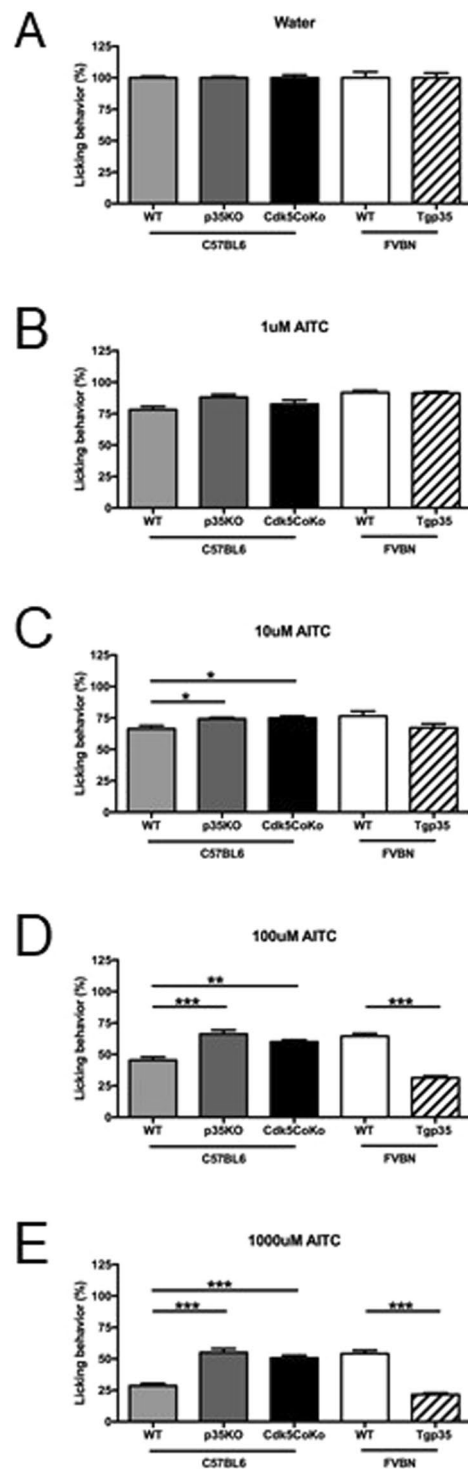 A
Water
Licking behavior (%)
125
100
75
50
25
0
WT p35KO Cdk5CoKo WT Tgp35
C57BL6 FVBN
B
1uM AITC
Licking behavior (%)
125
100
75
50
25
0
WT p35KO Cdk5CoKo WT Tgp35
C57BL6 FVBN
C
10uM AITC
Licking behavior (%)
125
100
75
50
25
0
*
*
WT p35KO Cdk5CoKo WT Tgp35
C57BL6 FVBN
D
100uM AITC
Licking behavior (%)
125
100
75
50
25
0
**
*** ***
WT p35KO Cdk5CoKo WT Tgp35
C57BL6 FVBN
E
1000uM AITC
Licking behavior (%)
125
100
75
50
25
0
***
*** ***
WT p35KO Cdk5CoKo WT Tgp35
C57BL6 FVBN